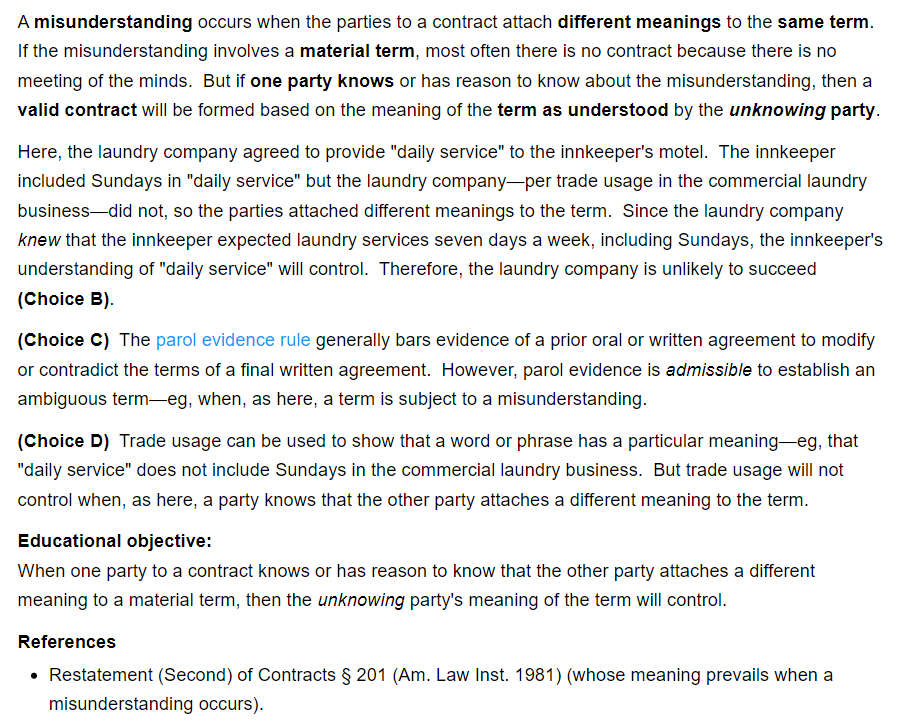 A misunderstanding occurs when the parties to a contract attach different meanings to the same term.
If the misunderstanding involves a material term, most often there is no contract because there is no
meeting of the minds.  But if one party knows or has reason to know about the misunderstanding, then a
valid contract will be formed based on the meaning of the term as understood by the unknowing party.
Here, the laundry company agreed to provide "daily service" to the innkeeper's motel.  The innkeeper
included Sundays in "daily service" but the laundry company—per trade usage in the commercial laundry
business—did not, so the parties attached different meanings to the term.  Since the laundry company
knew that the innkeeper expected laundry services seven days a week, including Sundays, the innkeeper's
understanding of "daily service" will control.  Therefore, the laundry company is unlikely to succeed
(Choice B).
(Choice C)  The parol evidence rule generally bars evidence of a prior oral or written agreement to modify
or contradict the terms of a final written agreement.  However, parol evidence is admissible to establish an
ambiguous term—eg, when, as here, a term is subject to a misunderstanding.
(Choice D)  Trade usage can be used to show that a word or phrase has a particular meaning—eg, that
"daily service" does not include Sundays in the commercial laundry business.  But trade usage will not
control when, as here, a party knows that the other party attaches a different meaning to the term.
Educational objective:
When one party to a contract knows or has reason to know that the other party attaches a different
meaning to a material term, then the unknowing party's meaning of the term will control.
References
• Restatement (Second) of Contracts § 201 (Am. Law Inst. 1981) (whose meaning prevails when a
misunderstanding occurs).